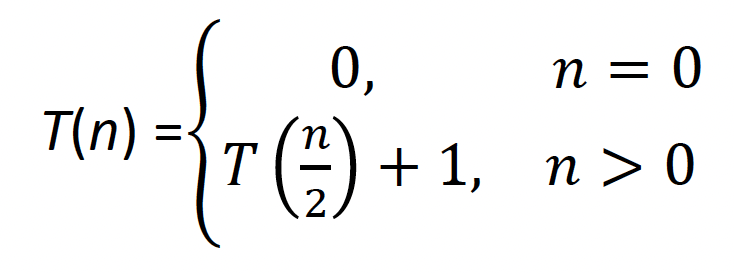 T(n) = { 0, n = 0
T(n/2) + 1, n > 0